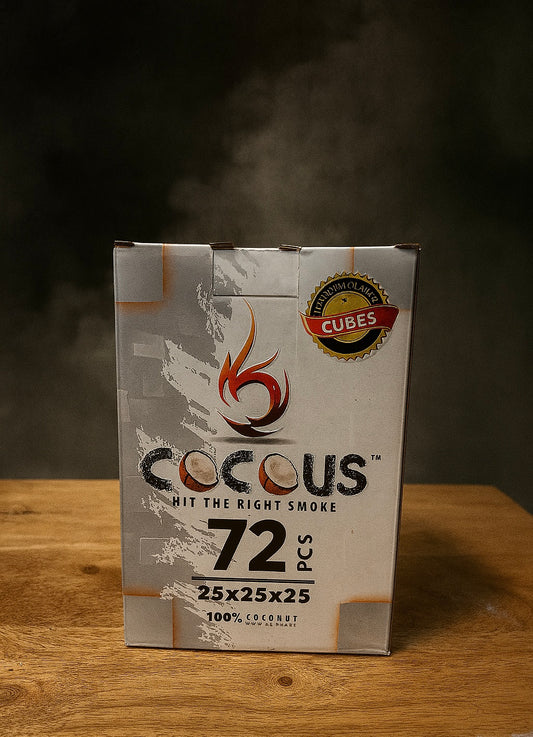 CUBES
COCOUS™
HIT THE RIGHT SMOKE
72 PCS
25x25x25
100% COCONUT